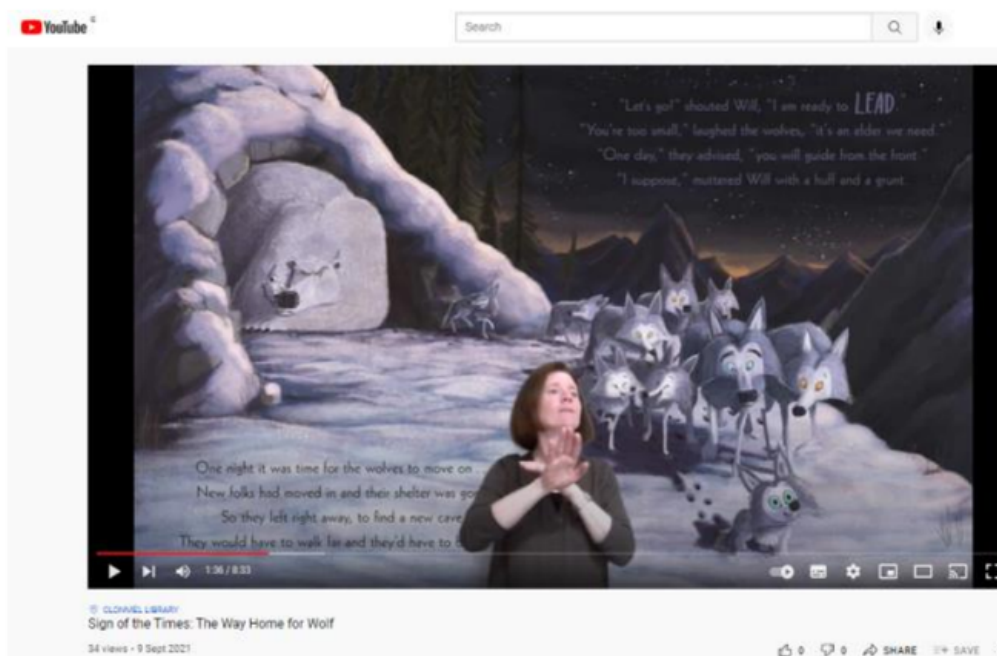 YouTube
Search
"Let's go!" shouted Will, "I am ready to LEAD."
"You're too small," laughed the wolves, "it's an elder we need."
"One day," they advised, "you will guide from the front."
"I suppose," muttered Will with a huff and a grunt.
One night it was time for the wolves to move on
New folks had moved in and their shelter was
So they left right away, to find a new cave
They would have to walk far and they'd have to
1:36 / 8:33
CLONMEL LIBRARY
Sign of the Times: The Way Home for Wolf
34 views • 9 Sept 2021
0
0
SHARE
SAVE